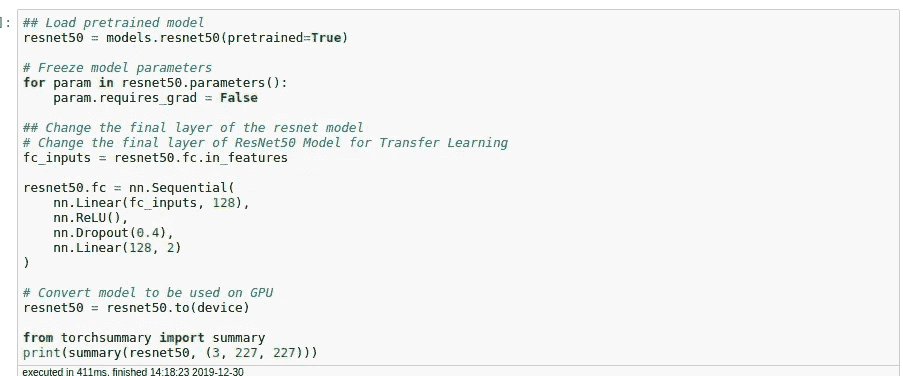 ]:
## Load pretrained model
resnet50 = models.resnet50(pretrained=True)

# Freeze model parameters
for param in resnet50.parameters():
    param.requires_grad = False

## Change the final layer of the resnet model
# Change the final layer of ResNet50 Model for Transfer Learning
fc_inputs = resnet50.fc.in_features

resnet50.fc = nn.Sequential(
    nn.Linear(fc_inputs, 128),
    nn.ReLU(),
    nn.Dropout(0.4),
    nn.Linear(128, 2)
)

# Convert model to be used on GPU
resnet50 = resnet50.to(device)

from torchsummary import summary
print(summary(resnet50, (3, 227, 227)))
executed in 411ms, finished 14:18:23 2019-12-30